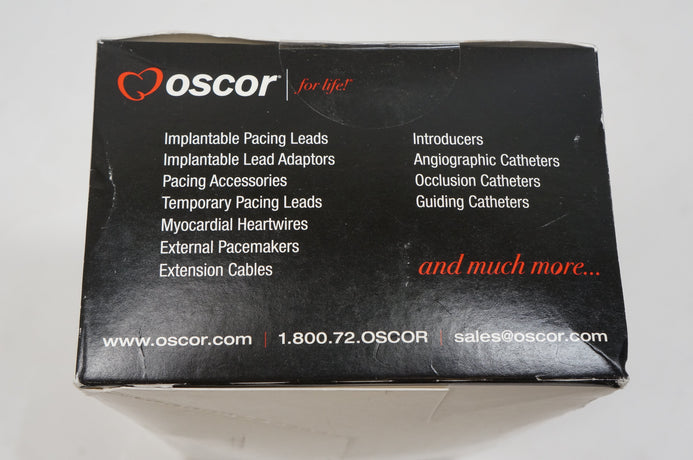 oscor® for life!™
Implantable Pacing Leads
Implantable Lead Adaptors
Pacing Accessories
Temporary Pacing Leads
Myocardial Heartwires
External Pacemakers
Extension Cables
Introducers
Angiographic Catheters
Occlusion Catheters
Guiding Catheters
and much more...
www.oscor.com | 1.800.72.OSCOR | sales@oscor.com